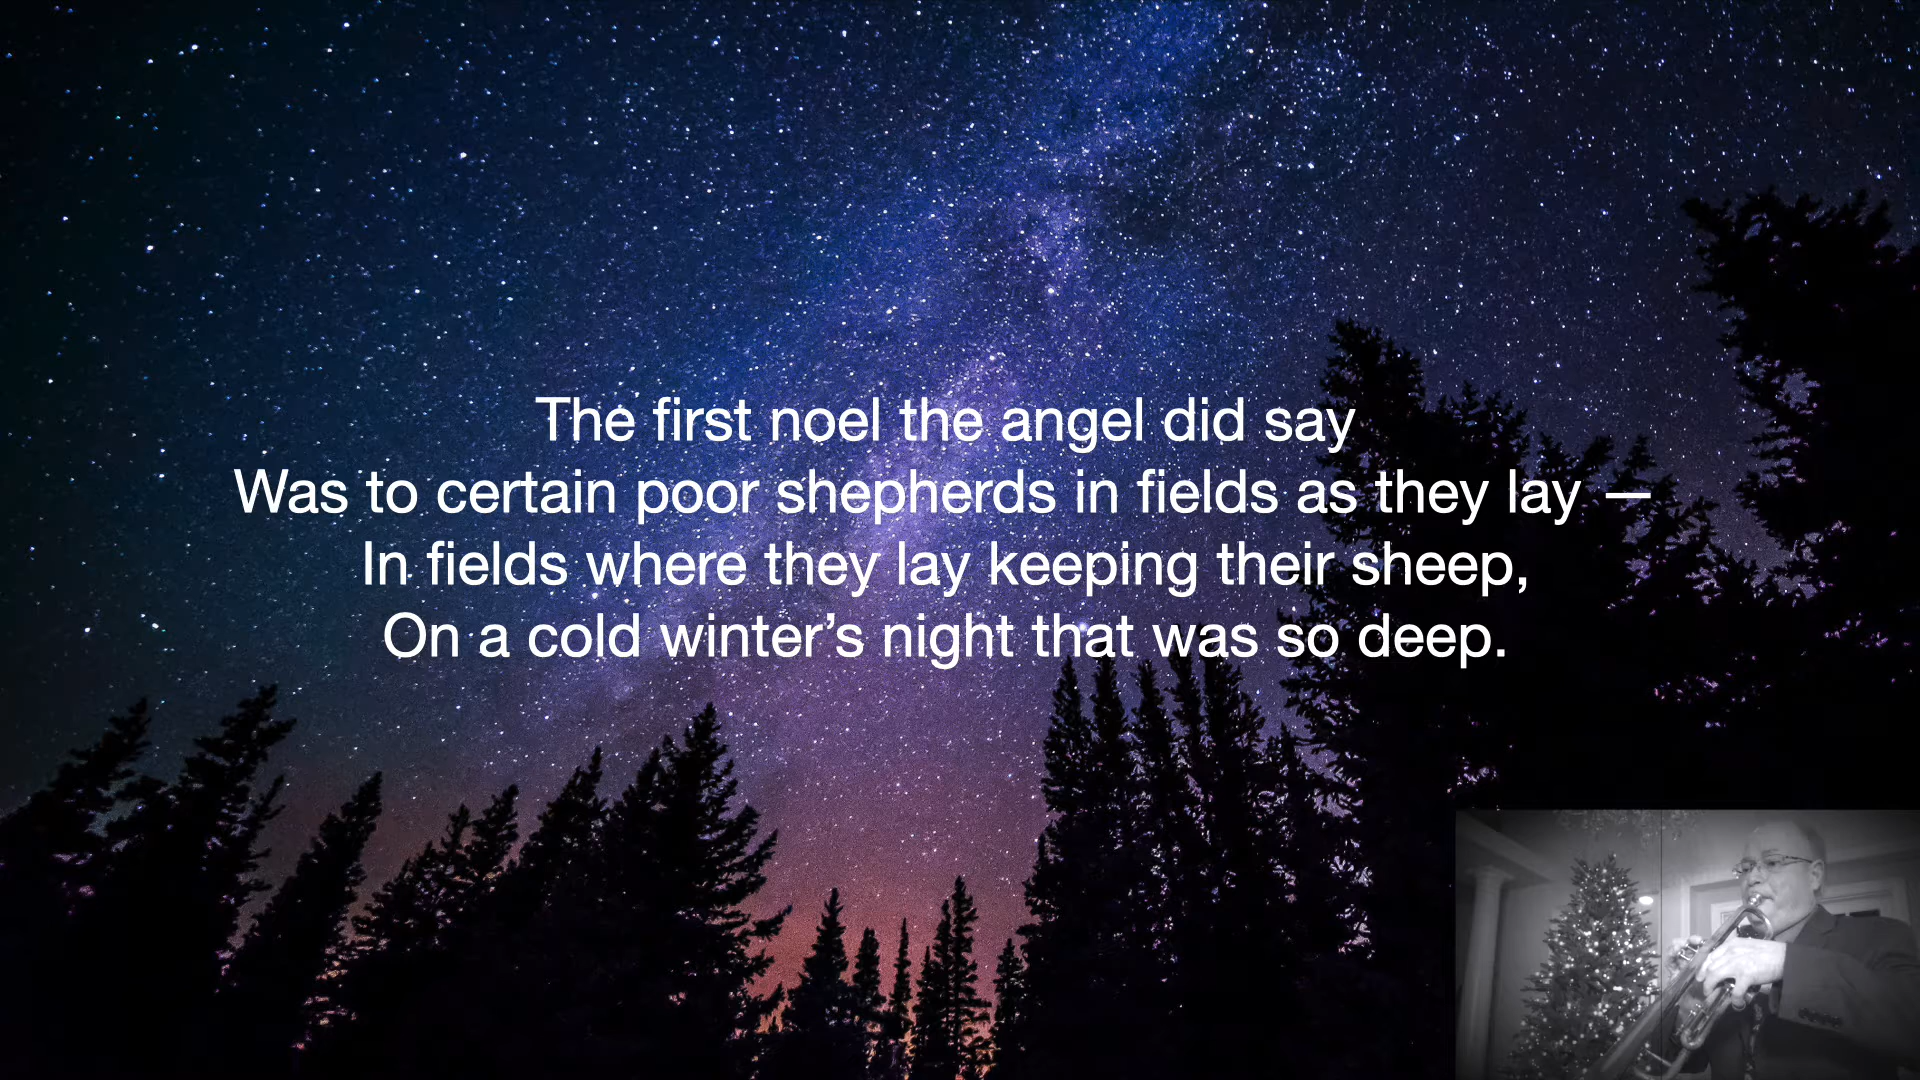 The first noel the angel did say
Was to certain poor shepherds in fields as they lay —
In fields where they lay keeping their sheep,
On a cold winter’s night that was so deep.